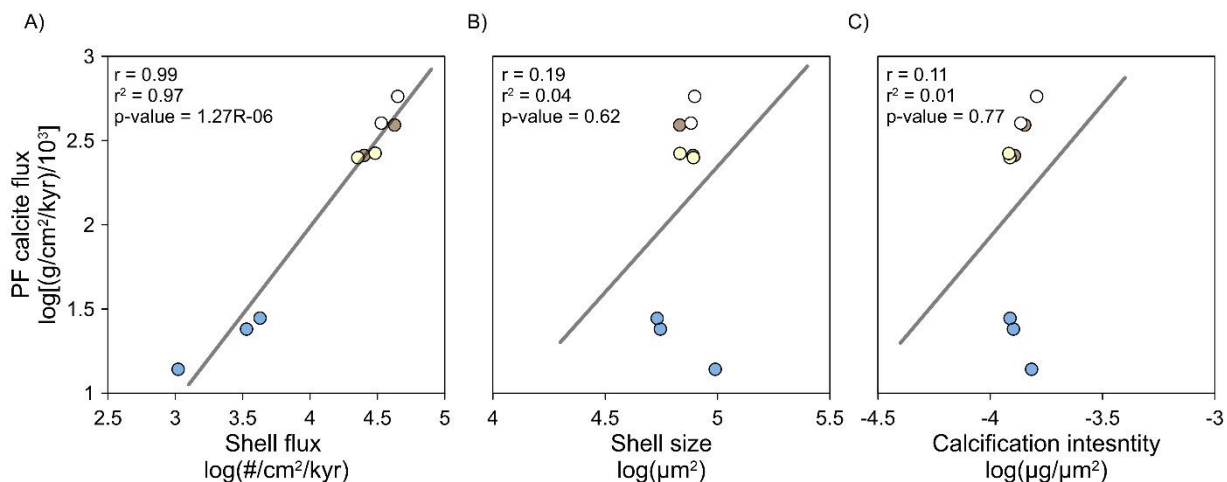 A)
B)
C)
r = 0.99
r² = 0.97
p-value = 1.27R-06
r = 0.19
r² = 0.04
p-value = 0.62
r = 0.11
r² = 0.01
p-value = 0.77
PF calcite flux
log[(g/cm²/kyr)/10³]
3
2.5
2
1.5
1
2.5 3 3.5 4 4.5 5
4 4.5 5 5.5
-4.5 -4 -3.5 -3
Shell flux
log(#/cm²/kyr)
Shell size
log(µm²)
Calcification intesntity
log(µg/µm²)